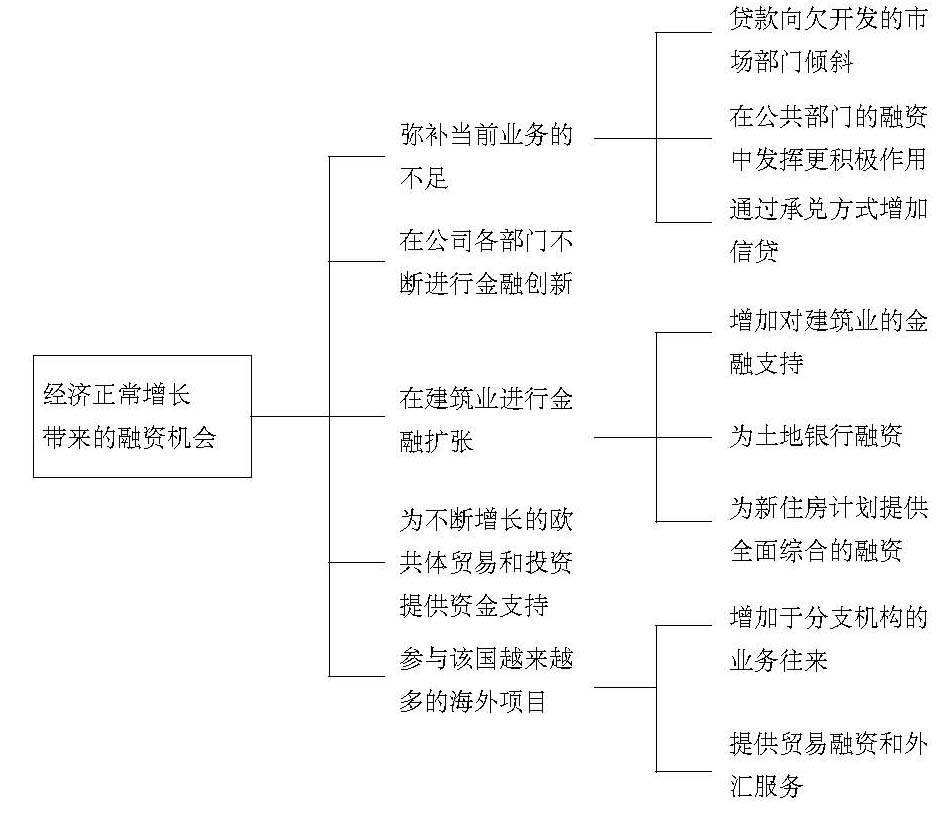 经济正常增长
带来的融资机会
弥补当前业务的
不足
贷款向欠开发的市
场部门倾斜
在公共部门的融资
中发挥更积极作用
通过承兑方式增加
信贷
在公司各部门不
断进行金融创新
在建筑业进行金
融扩张
增加对建筑业的金
融支持
为土地银行融资
为新住房计划提供
全面综合的融资
为不断增长的欧
共体贸易和投资
提供资金支持
参与该国越来越
多的海外项目
增加于分支机构的
业务往来
提供贸易融资和外
汇服务